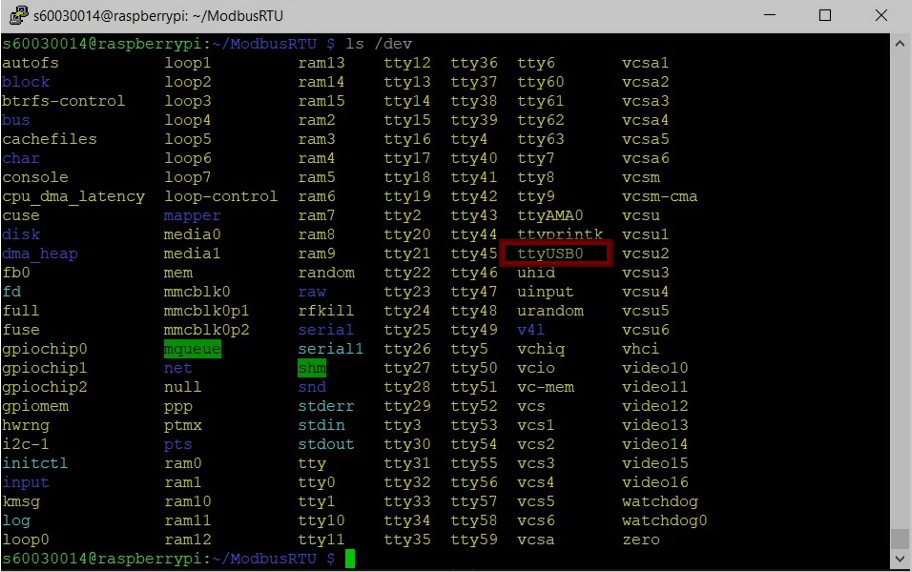 s60030014@raspberrypi: ~/ModbusRTU
s60030014@raspberrypi:~/ModbusRTU $ ls /dev
autofs loop1 ram13 tty12 tty36 tty6 vcsa1
block loop2 ram14 tty13 tty37 tty60 vcsa2
btrfs-control loop3 ram15 tty14 tty38 tty61 vcsa3
bus loop4 ram2 tty15 tty39 tty62 vcsa4
cachefiles loop5 ram3 tty16 tty4 tty63 vcsa5
char loop6 ram4 tty17 tty40 tty7 vcsa6
console loop7 ram5 tty18 tty41 tty8 vcsm
cpu_dma_latency loop-control ram6 tty19 tty42 tty9 vcsm-cma
cuse mapper ram7 tty2 tty43 ttyAMA0 vcsu
disk media0 ram8 tty20 tty44 ttyprintk vcsu1
dma_heap media1 ram9 tty21 tty45 ttyUSB0 vcsu2
fb0 mem random tty22 tty46 uhid vcsu3
fd mmcblk0 raw tty23 tty47 uinput vcsu4
full mmcblk0p1 rfkill tty24 tty48 urandom vcsu5
fuse mmcblk0p2 serial tty25 tty49 v4l vcsu6
gpiochip0 mqueue serial1 tty26 tty5 vchiq vhci
gpiochip1 net shm tty27 tty50 vcio video10
gpiochip2 null snd tty28 tty51 vc-mem video11
gpiomem ppp stderr tty29 tty52 vcs video12
hwrng ptmx stdin tty3 tty53 vcs1 video13
i2c-1 pts stdout tty30 tty54 vcs2 video14
initctl ram0 tty tty31 tty55 vcs3 video15
input ram1 tty0 tty32 tty56 vcs4 video16
kmsg ram10 tty1 tty33 tty57 vcs5 watchdog
log ram11 tty10 tty34 tty58 vcs6 watchdog0
loop0 ram12 tty11 tty35 tty59 vcsa zero
s60030014@raspberrypi:~/ModbusRTU $